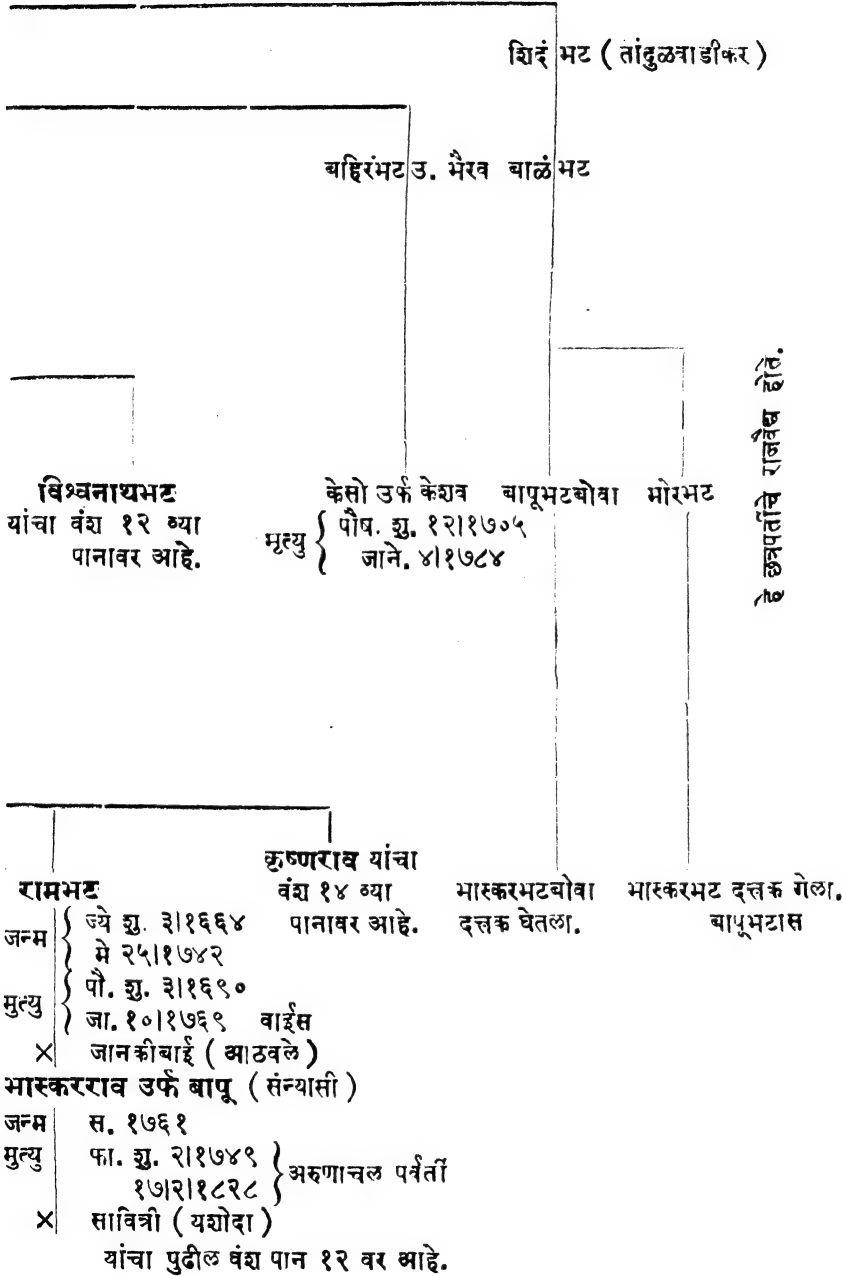 शिदं भट ( तांदुळवाडीकर )
बहिरंभट उ. भैरव बाळं भट
हे छत्रपतींचे राजवैद्य होते.
विश्वनाथभट केसो उर्फ केशव बापूभटबोवा मोरभट
यांचा वंश १२ व्या मृत्यु { पौष. शु. १२।१७०५
पानावर आहे. जाने. ४।१७८४
कृष्णराव यांचा
रामभट वंश १४ व्या भास्करभटबोवा भास्करभट दत्तक गेला.
जन्म { ज्ये शु. ३।१६६४ पानावर आहे. दत्तक घेतला. बापूभटास
मे २५।१७४२
मुत्यु { पौ. शु. ३।१६९०
जा. १०।१७६९ वाईस
× जानकीबाई ( आठवले )
भास्करराव उर्फ बापू ( संन्यासी )
जन्म स. १७६१
मुत्यु फा. शु. २।१७४९ } अरुणाचल पर्वतीं
१७।२।१८२८
× सावित्री ( यशोदा )
यांचा पुढील वंश पान १२ वर आहे.